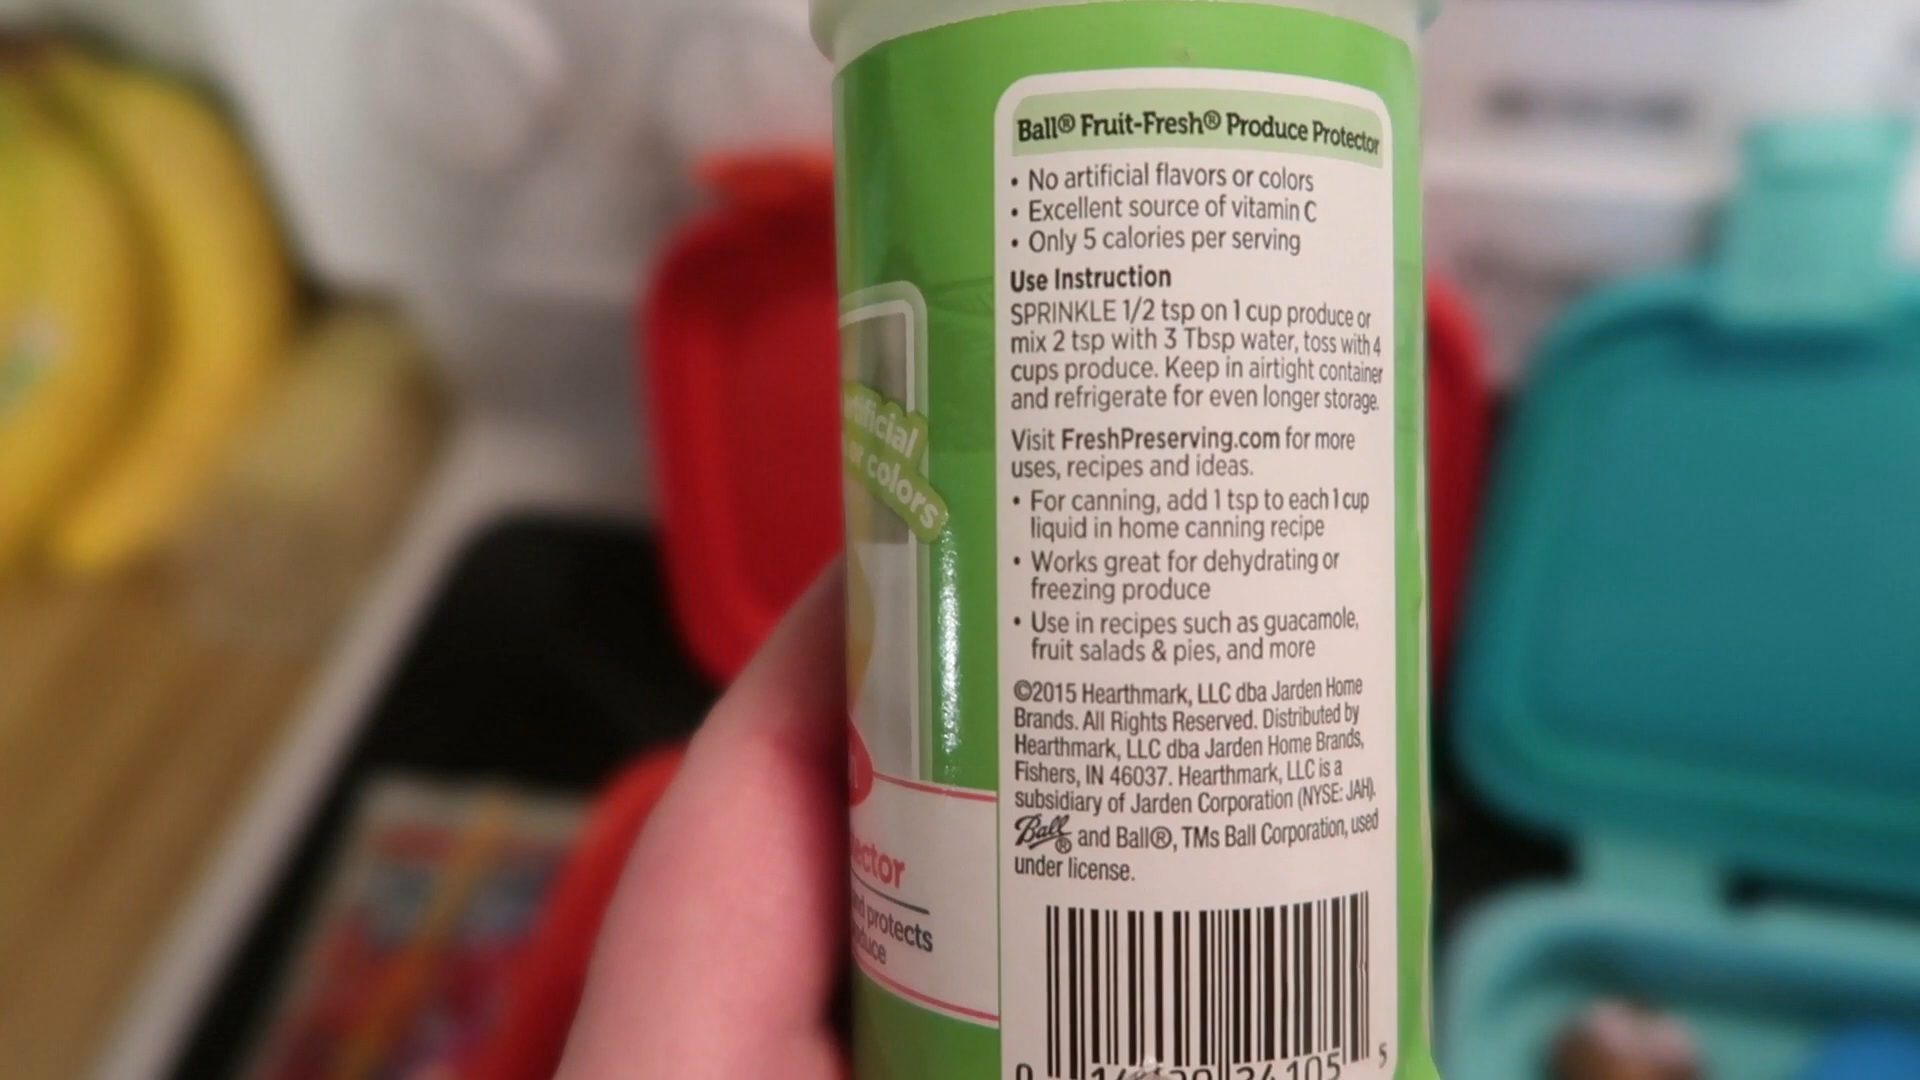 Ball® Fruit-Fresh® Produce Protector
• No artificial flavors or colors
• Excellent source of vitamin C
• Only 5 calories per serving
Use Instruction
SPRINKLE 1/2 tsp on 1 cup produce or
mix 2 tsp with 3 Tbsp water, toss with 4
cups produce. Keep in airtight container
and refrigerate for even longer storage.
Visit FreshPreserving.com for more
uses, recipes and ideas.
• For canning, add 1 tsp to each 1 cup
liquid in home canning recipe
• Works great for dehydrating or
freezing produce
• Use in recipes such as guacamole,
fruit salads & pies, and more
©2015 Hearthmark, LLC dba Jarden Home
Brands. All Rights Reserved. Distributed by
Hearthmark, LLC dba Jarden Home Brands,
Fishers, IN 46037. Hearthmark, LLC is a
subsidiary of Jarden Corporation (NYSE: JAH).
Ball® and Ball®, TMs Ball Corporation, used
under license.
or colors
protects